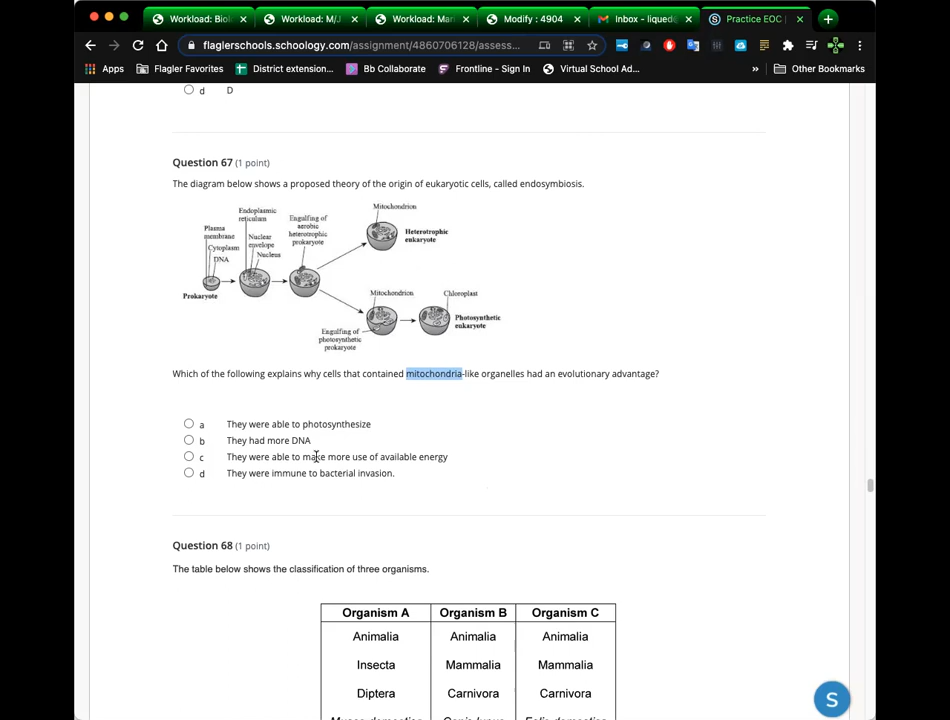 Workload: Biol
Workload: M/J
Workload: Mar
Modify : 4904
Inbox - liqued@
Practice EOC |
flaglerschools.schoology.com/assignment/4860706128/assess...
Apps
Flagler Favorites
District extension...
Bb Collaborate
Frontline - Sign In
Virtual School Ad...
»
Other Bookmarks
d D
Question 67 (1 point)
The diagram below shows a proposed theory of the origin of eukaryotic cells, called endosymbiosis.
Plasma
membrane
Cytoplasm
DNA
Prokaryote
Endoplasmic
reticulum
Nuclear
envelope
Nucleus
Engulfing of
aerobic
heterotrophic
prokaryote
Mitochondrion
Heterotrophic
eukaryote
Mitochondrion
Engulfing of
photosynthetic
prokaryote
Chloroplast
Photosynthetic
eukaryote
Which of the following explains why cells that contained mitochondria-like organelles had an evolutionary advantage?
a They were able to photosynthesize
b They had more DNA
c They were able to make more use of available energy
d They were immune to bacterial invasion.
Question 68 (1 point)
The table below shows the classification of three organisms.
Organism A Organism B Organism C
Animalia Animalia Animalia
Insecta Mammalia Mammalia
Diptera Carnivora Carnivora
S